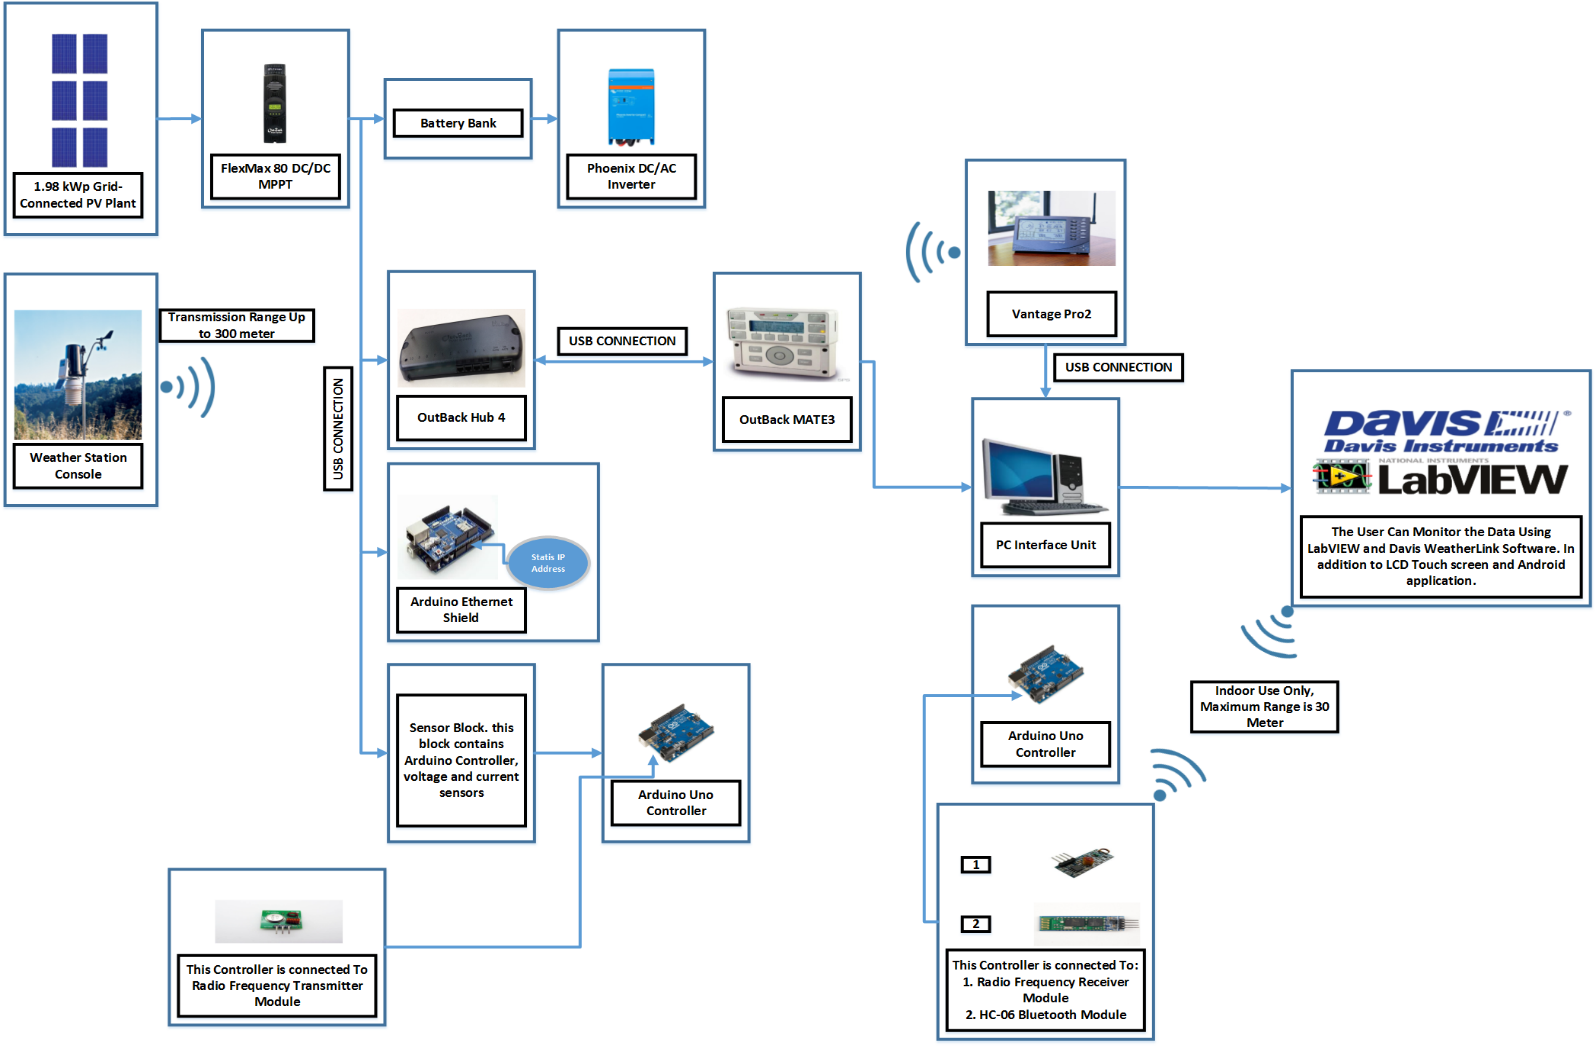 1.98 kWp Grid-
Connected PV Plant
FlexMax 80 DC/DC
MPPT
Battery Bank
Phoenix DC/AC
Inverter
Weather Station
Console
Transmission Range Up
to 300 meter
USB CONNECTION
OutBack Hub 4
USB CONNECTION
OutBack MATE3
Vantage Pro2
USB CONNECTION
PC Interface Unit
DAVIS
®
Davis Instruments
NATIONAL INSTRUMENTS
LabVIEW
The User Can Monitor the Data Using
LabVIEW and Davis WeatherLink Software. In
addition to LCD Touch screen and Android
application.
Statis IP
Address
Arduino Ethernet
Shield
Sensor Block. this
block contains
Arduino Controller,
voltage and current
sensors
Arduino Uno
Controller
Arduino Uno
Controller
Indoor Use Only,
Maximum Range is 30
Meter
This Controller is connected To
Radio Frequency Transmitter
Module
1
2
This Controller is connected To:
1. Radio Frequency Receiver
Module
2. HC-06 Bluetooth Module